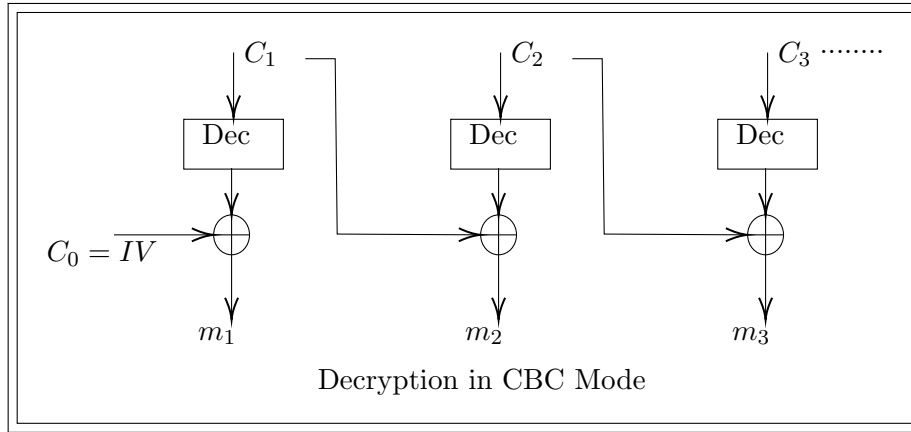 C₁ C₂ C₃ ........
Dec Dec Dec
C₀ = IV
m₁ m₂ m₃
Decryption in CBC Mode